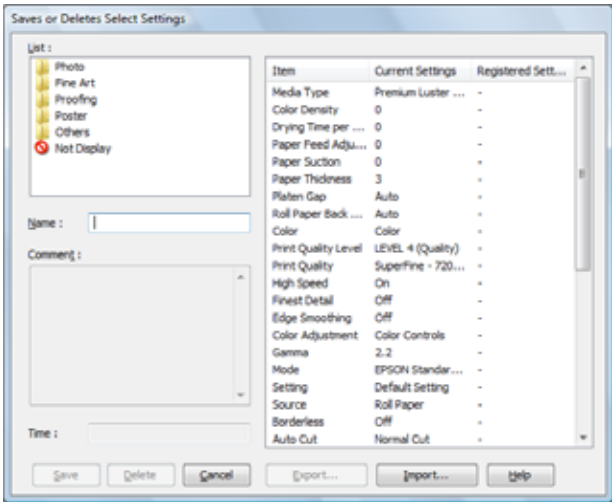 Saves or Deletes Select Settings
List :
Photo
Fine Art
Proofing
Poster
Others
Not Display
Name :
Comment :
Time :
Item Current Settings Registered Sett...
Media Type Premium Luster ... -
Color Density 0 -
Drying Time per .... 0 -
Paper Feed Adju... 0 -
Paper Suction 0 -
Paper Thickness 3 -
Platen Gap Auto -
Roll Paper Back .... Auto -
Color Color -
Print Quality Level LEVEL 4 (Quality) -
Print Quality SuperFine - 720... -
High Speed On -
Finest Detail Off -
Edge Smoothing Off -
Color Adjustment Color Controls -
Gamma 2.2 -
Mode EPSON Standar... -
Setting Default Setting -
Source Roll Paper -
Borderless Off -
Auto Cut Normal Cut -
Save Delete Cancel Export... Import... Help